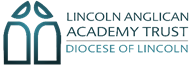 LINCOLN ANGLICAN
ACADEMY TRUST
DIOCESE OF LINCOLN